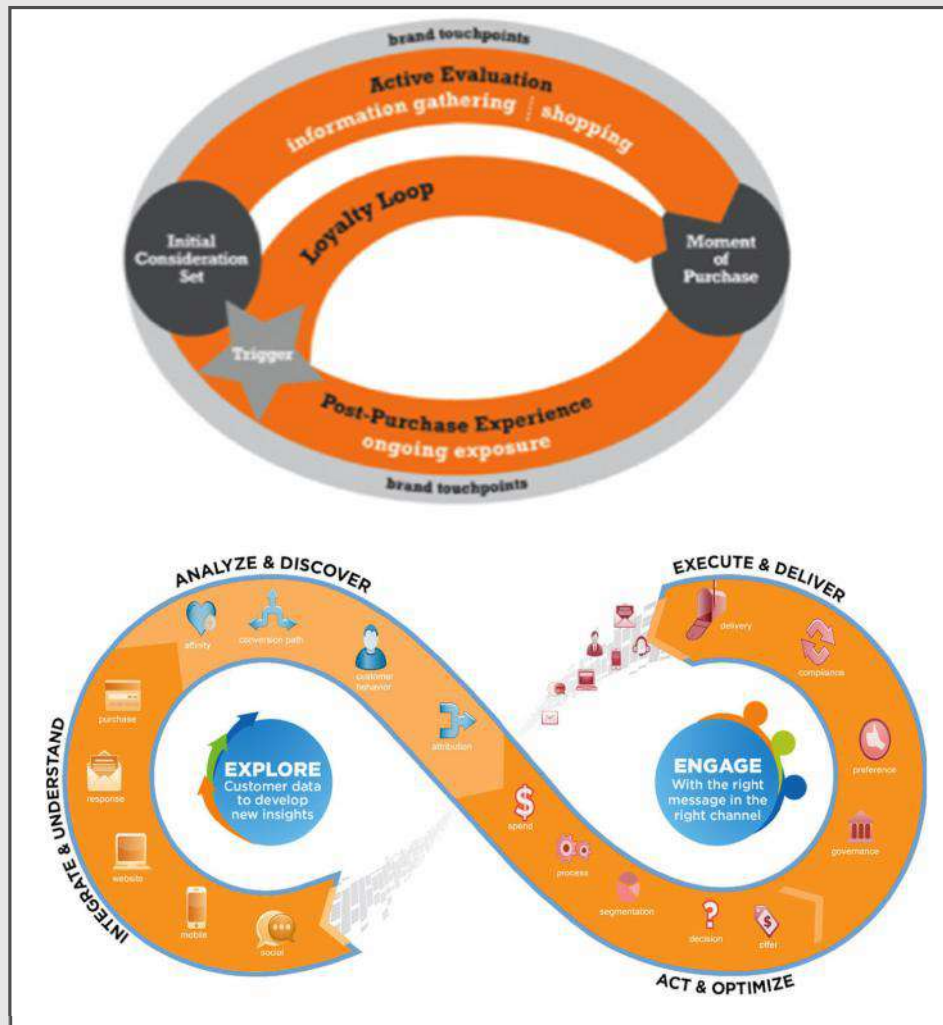 brand touchpoints
Active Evaluation
information gathering shopping
Loyalty Loop
Initial
Consideration
Set
Moment
of
Purchase
Trigger
Post-Purchase Experience
ongoing exposure
brand touchpoints
ANALYZE & DISCOVER
EXECUTE & DELIVER
INTEGRATE & UNDERSTAND
ACT & OPTIMIZE
affinity
conversion path
customer
behavior
attribution
purchase
response
website
mobile
social
EXPLORE
Customer data
to develop
new insights
spend
process
segmentation
decision
offer
delivery
compliance
preference
governance
ENGAGE
With the right
message in the
right channel